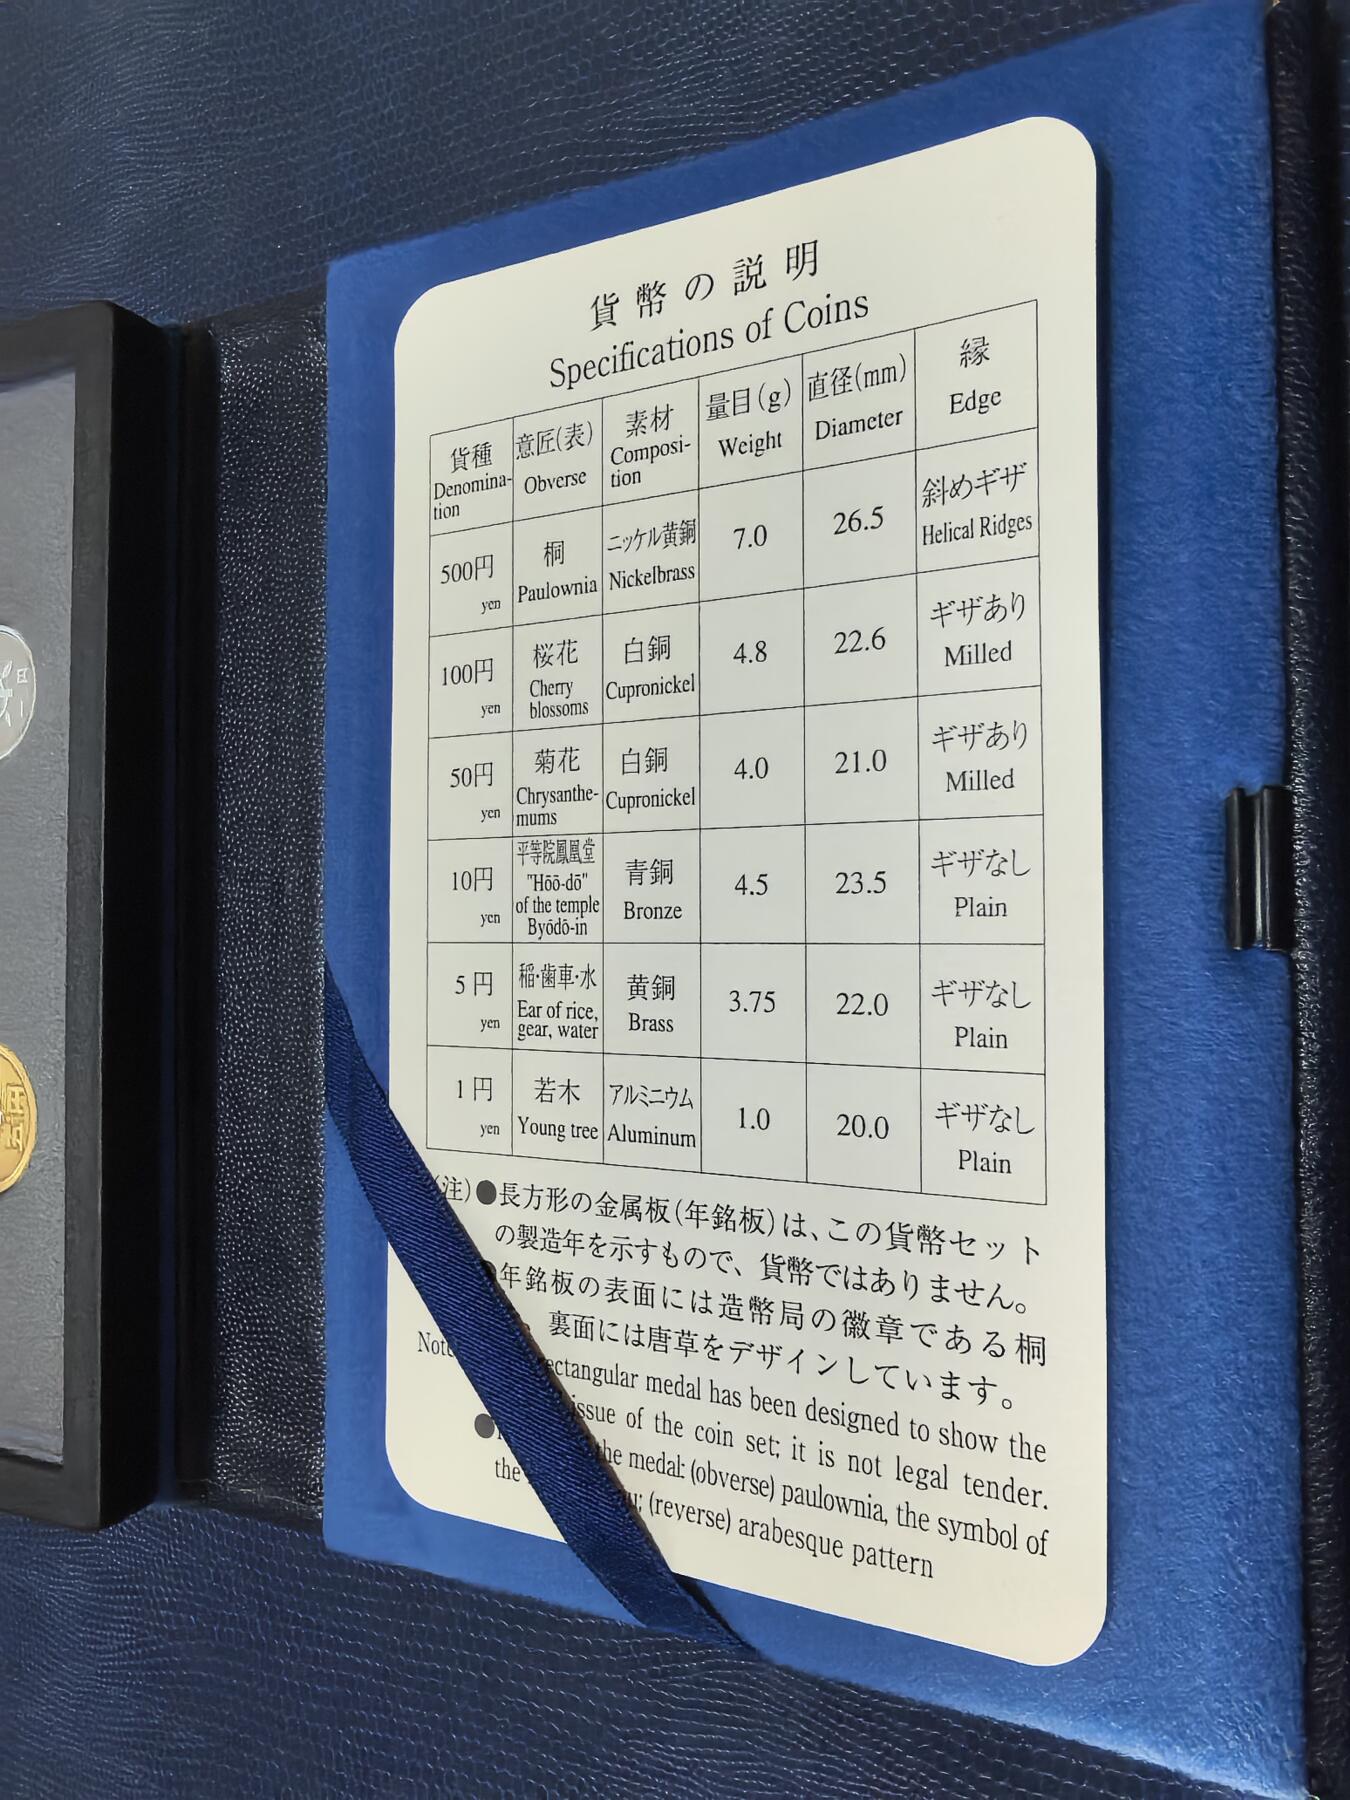 貨幣の説明
Specifications of Coins
貨種 意匠(表) 素材 量目(g) 直径(mm) 縁
Denomina-tion Obverse Composi-tion Weight Diameter Edge
500円 桐 ニッケル黄銅 7.0 26.5 斜めギザ
yen Paulownia Nickelbrass Helical Ridges
100円 桜花 白銅 4.8 22.6 ギザあり
yen Cherry blossoms Cupronickel Milled
50円 菊花 白銅 4.0 21.0 ギザあり
yen Chrysanthe-mums Cupronickel Milled
10円 平等院鳳凰堂 青銅 4.5 23.5 ギザなし
yen "Hōō-dō" of the temple Byōdō-in Bronze Plain
5円 稲・歯車・水 黄銅 3.75 22.0 ギザなし
yen Ear of rice, gear, water Brass Plain
1円 若木 アルミニウム 1.0 20.0 ギザなし
yen Young tree Aluminum Plain
注)●長方形の金属板(年銘板)は、この貨幣セット
の製造年を示すもので、貨幣ではありません。
●年銘板の表面には造幣局の徽章である桐
裏面には唐草をデザインしています。
rectangular medal has been designed to show the
issue of the coin set; it is not legal tender.
● the medal: (obverse) paulownia, the symbol of
the (reverse) arabesque pattern